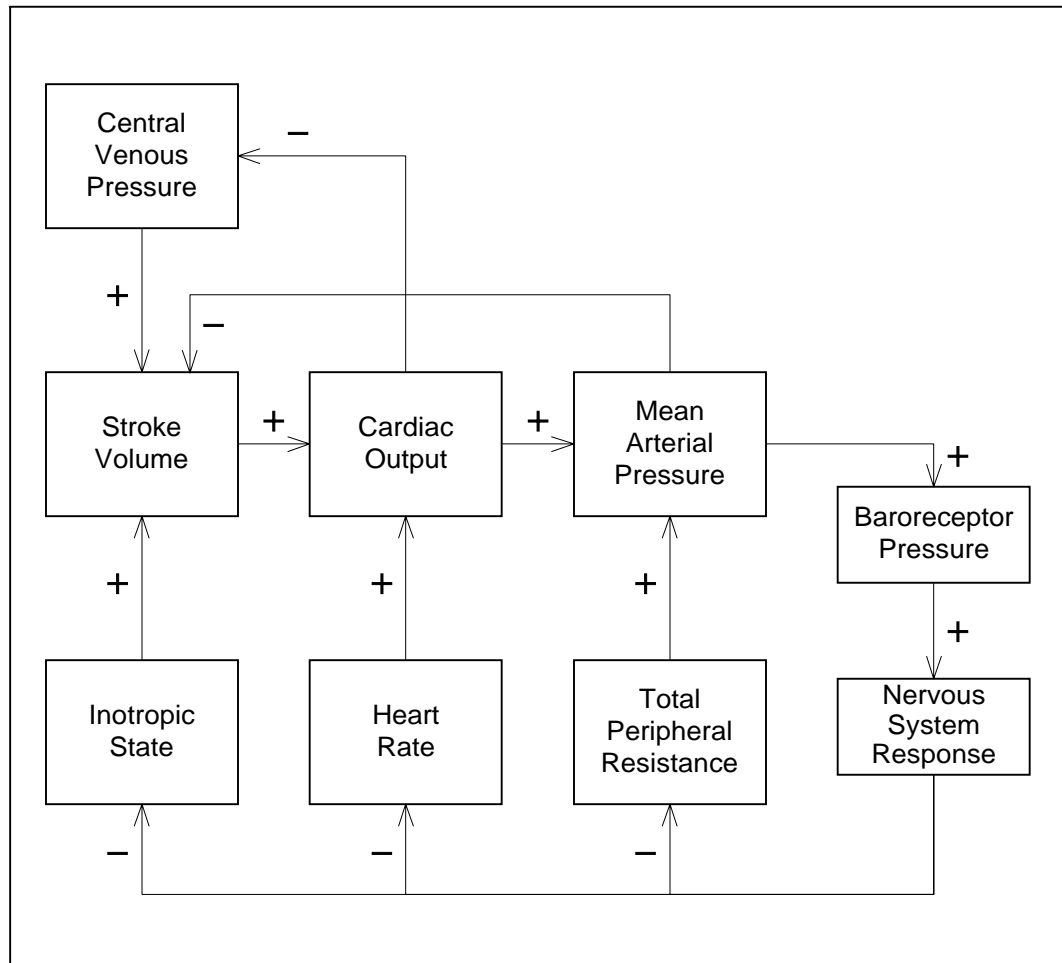 Central
Venous
Pressure
−
+
−
Stroke
Volume
+
Cardiac
Output
+
Mean
Arterial
Pressure
+
Baroreceptor
Pressure
+
+
+
+
Inotropic
State
Heart
Rate
Total
Peripheral
Resistance
Nervous
System
Response
−
−
−